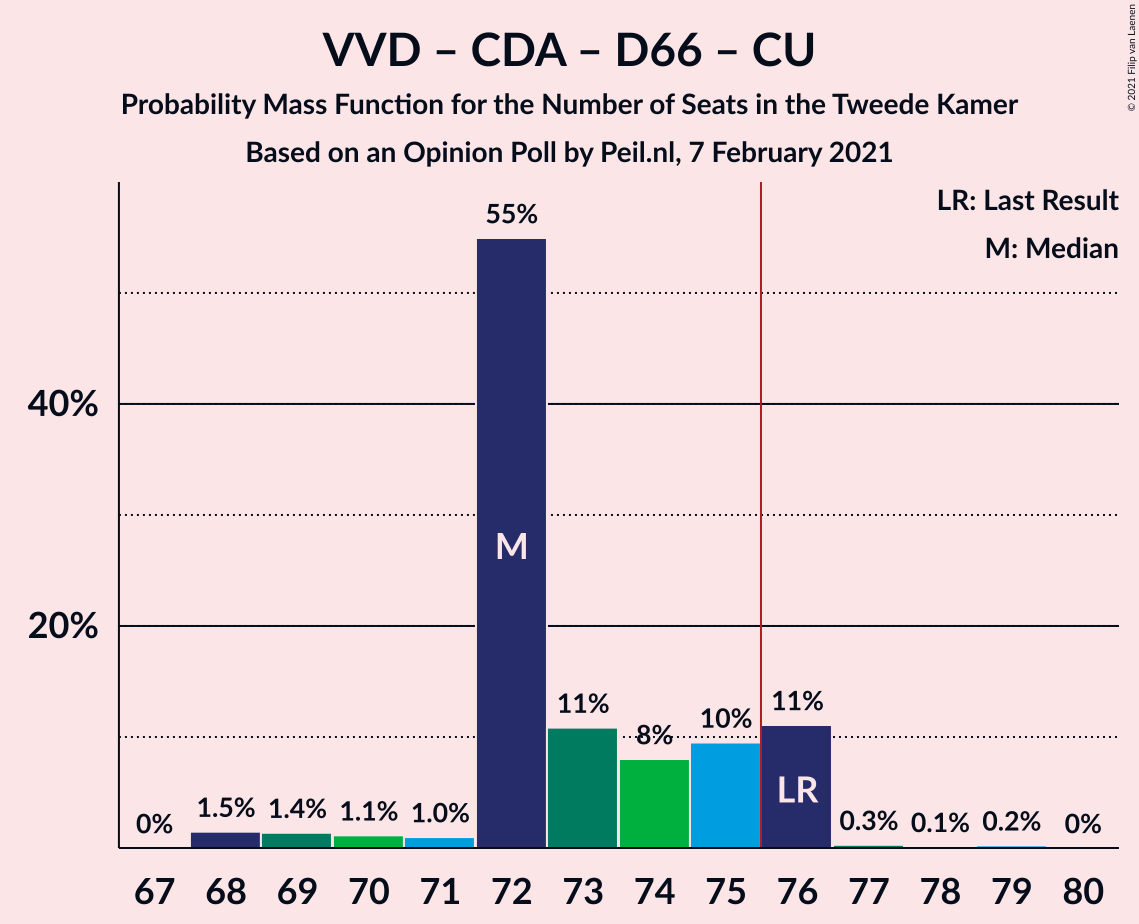 VVD – CDA – D66 – CU
Probability Mass Function for the Number of Seats in the Tweede Kamer
Based on an Opinion Poll by Peil.nl, 7 February 2021
© 2021 Filip van Laenen
LR: Last Result
M: Median
40%
20%
0%
1.5%
1.4%
1.1%
1.0%
55%
11%
8%
10%
11%
0.3%
0.1%
0.2%
0%
M
LR
67 68 69 70 71 72 73 74 75 76 77 78 79 80